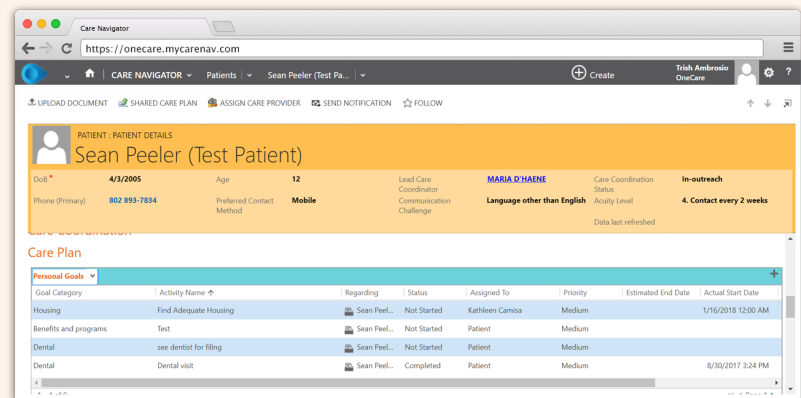 Care Navigator
https://onecare.mycarenav.com
CARE NAVIGATOR Patients Sean Peeler (Test Pa... Create Trish Ambrosio OneCare ?
UPLOAD DOCUMENT SHARED CARE PLAN ASSIGN CARE PROVIDER SEND NOTIFICATION FOLLOW
PATIENT : PATIENT DETAILS
Sean Peeler (Test Patient)
DoB * 4/3/2005 Age 12 Lead Care Coordinator MARIA D'HAENE Care Coordination Status In-outreach
Phone (Primary) 802 893-7834 Preferred Contact Method Mobile Communication Challenge Language other than English Acuity Level 4. Contact every 2 weeks
Data last refreshed
Care Coordination
Care Plan
Personal Goals
Goal Category Activity Name Regarding Status Assigned To Priority Estimated End Date Actual Start Date
Housing Find Adequate Housing Sean Peel... Not Started Kathleen Camisa Medium 1/16/2018 12:00 AM
Benefits and programs Test Sean Peel... Not Started Patient Medium
Dental see dentist for filing Sean Peel... Not Started Patient Medium
Dental Dental visit Sean Peel... Completed Patient Medium 8/30/2017 3:24 PM